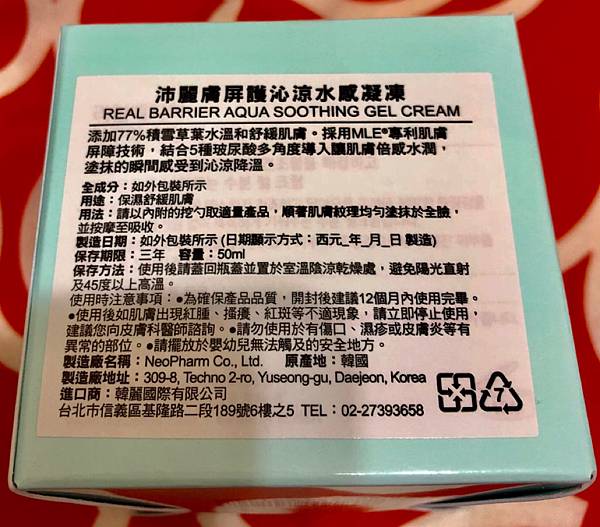 沛麗膚屏護沁涼水感凝凍
REAL BARRIER AQUA SOOTHING GEL CREAM
添加77%積雪草葉水溫和舒緩肌膚。採用MLE®專利肌膚
屏障技術，結合5種玻尿酸多角度導入讓肌膚倍感水潤，
塗抹的瞬間感受到沁涼降溫。
全成分：如外包裝所示
用途：保濕舒緩肌膚
用法：請以內附的挖勺取適量產品，順著肌膚紋理均勻塗抹於全臉，
並按摩至吸收。
製造日期：如外包裝所示 (日期顯示方式：西元_年_月_日 製造)
保存期限：三年 容量：50ml
保存方法：使用後請蓋回瓶蓋並置於室溫陰涼乾燥處，避免陽光直射
及45度以上高溫。
使用時注意事項：●為確保產品品質，開封後建議12個月內使用完畢。
●使用後如肌膚出現紅腫、搔癢、紅斑等不適現象，請立即停止使用，
建議您向皮膚科醫師諮詢。●請勿使用於有傷口、濕疹或皮膚炎等有
異常的部位。●請放置於嬰幼兒無法觸及的安全地方。
製造廠名稱：NeoPharm Co., Ltd. 原產地：韓國
製造廠地址：309-8, Techno 2-ro, Yuseong-gu, Daejeon, Korea
進口商：韓麗國際有限公司
台北市信義區基隆路二段189號6樓之5 TEL：02-27393658
7